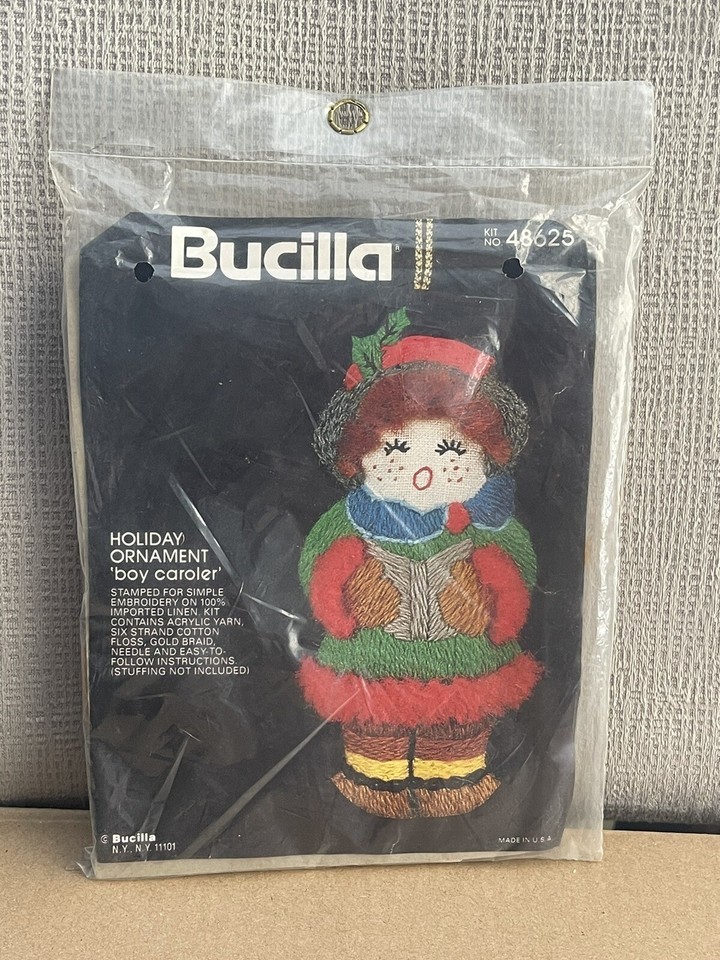 Bucilla®
KIT
NO. 48625
HOLIDAY
ORNAMENT
'boy caroler'
STAMPED FOR SIMPLE
EMBROIDERY ON 100%
IMPORTED LINEN. KIT
CONTAINS ACRYLIC YARN,
SIX STRAND COTTON
FLOSS, GOLD BRAID,
NEEDLE AND EASY-TO-
FOLLOW INSTRUCTIONS.
(STUFFING NOT INCLUDED)
© Bucilla
N.Y., N.Y. 11101
MADE IN U.S.A.